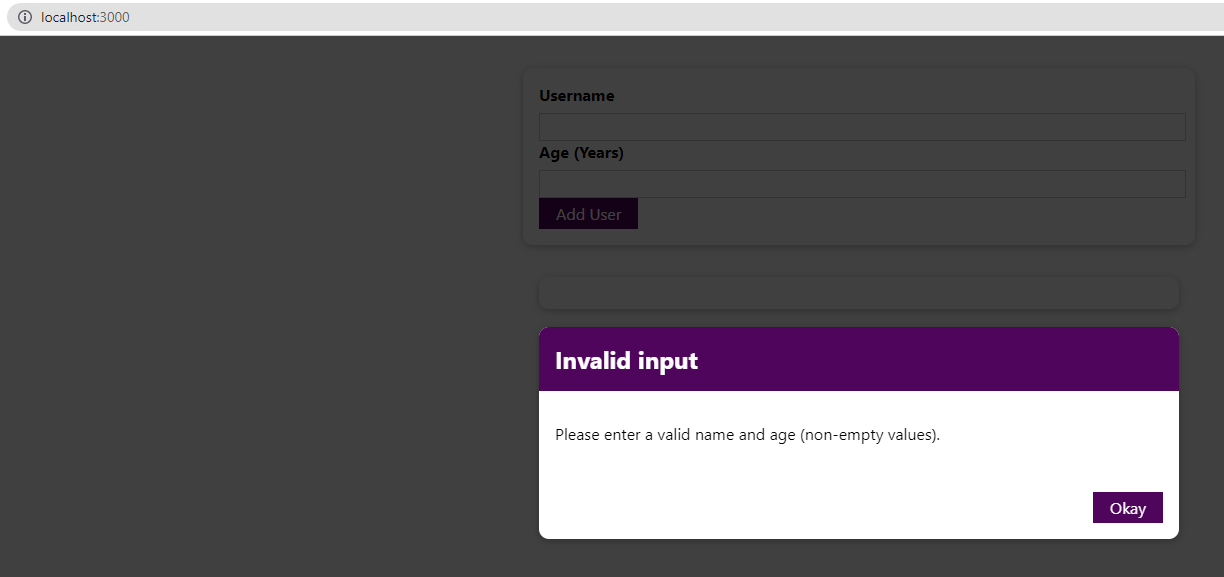 localhost:3000
Username
Age (Years)
Add User
Invalid input
Please enter a valid name and age (non-empty values).
Okay